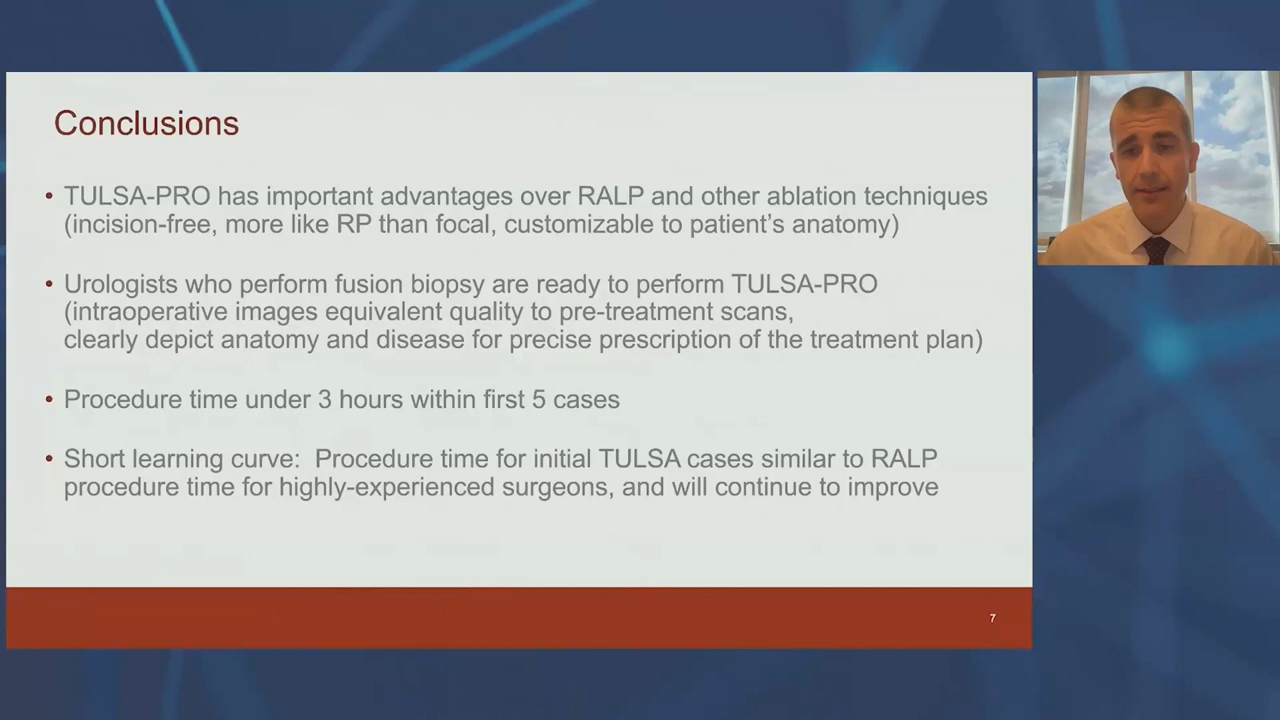 Conclusions
• TULSA-PRO has important advantages over RALP and other ablation techniques
(incision-free, more like RP than focal, customizable to patient's anatomy)
• Urologists who perform fusion biopsy are ready to perform TULSA-PRO
(intraoperative images equivalent quality to pre-treatment scans,
clearly depict anatomy and disease for precise prescription of the treatment plan)
• Procedure time under 3 hours within first 5 cases
• Short learning curve:  Procedure time for initial TULSA cases similar to RALP
procedure time for highly-experienced surgeons, and will continue to improve
7